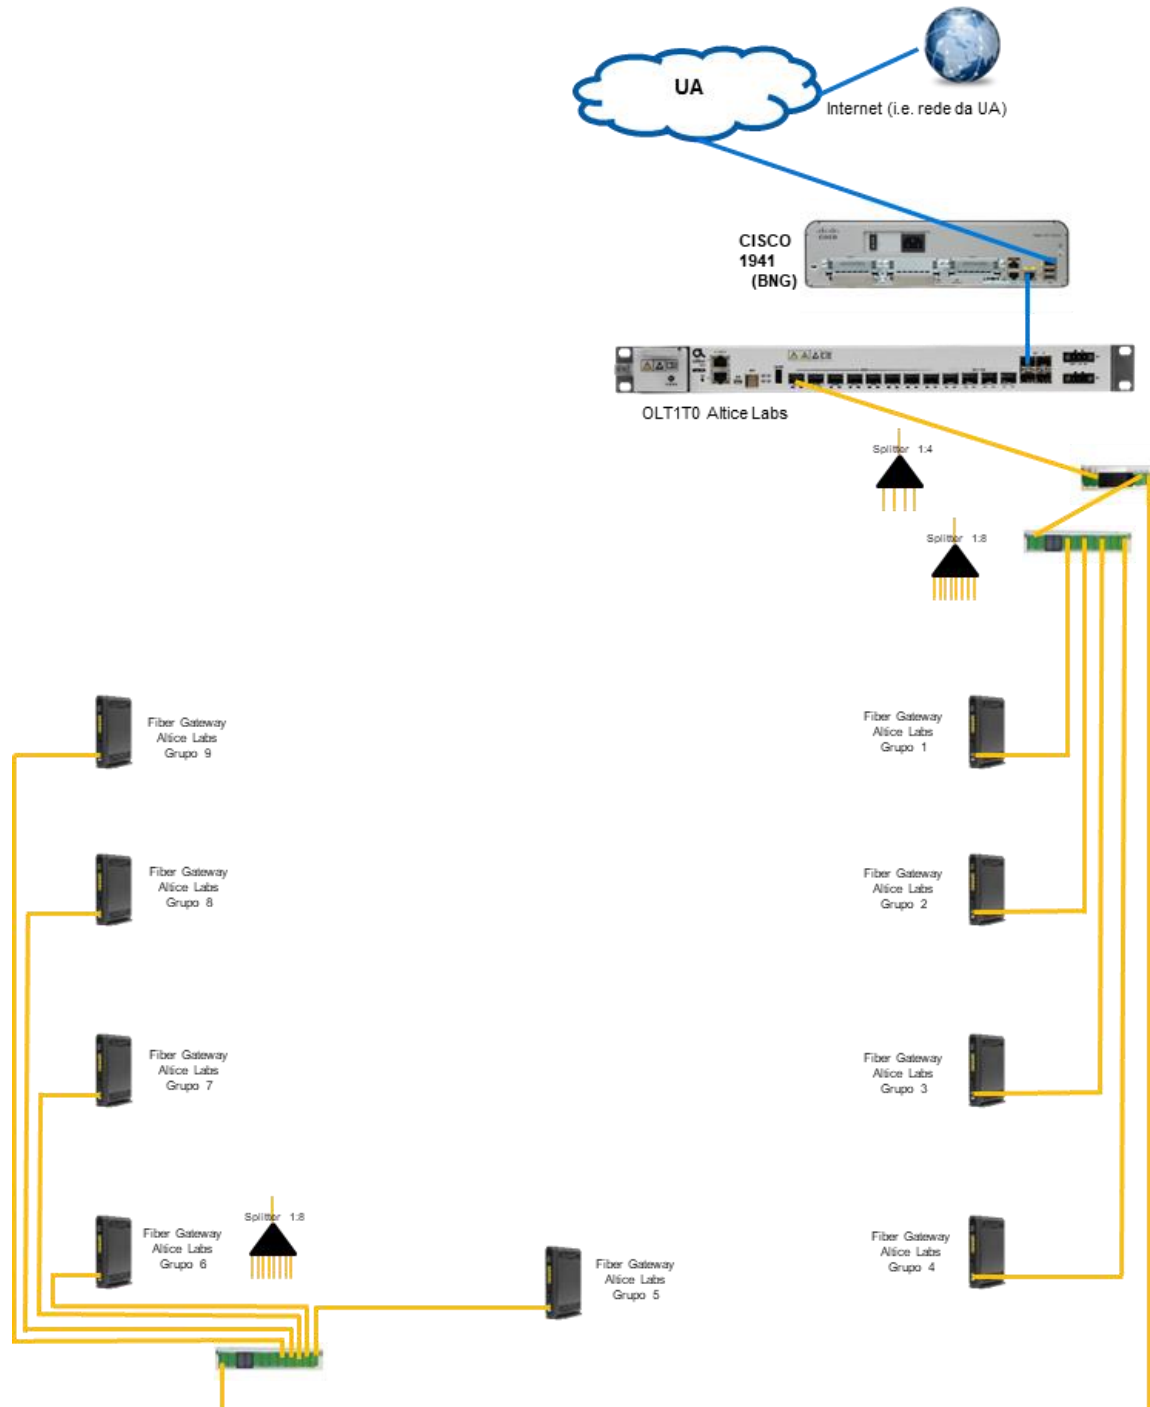 UA
Internet (i.e. rede da UA)
CISCO
1941
(BNG)
OLT1T0 Altice Labs
Splitter 1:4
Splitter 1:8
Fiber Gateway
Altice Labs
Grupo 9
Fiber Gateway
Altice Labs
Grupo 1
Fiber Gateway
Altice Labs
Grupo 8
Fiber Gateway
Altice Labs
Grupo 2
Fiber Gateway
Altice Labs
Grupo 7
Fiber Gateway
Altice Labs
Grupo 3
Splitter 1:8
Fiber Gateway
Altice Labs
Grupo 6
Fiber Gateway
Altice Labs
Grupo 5
Fiber Gateway
Altice Labs
Grupo 4